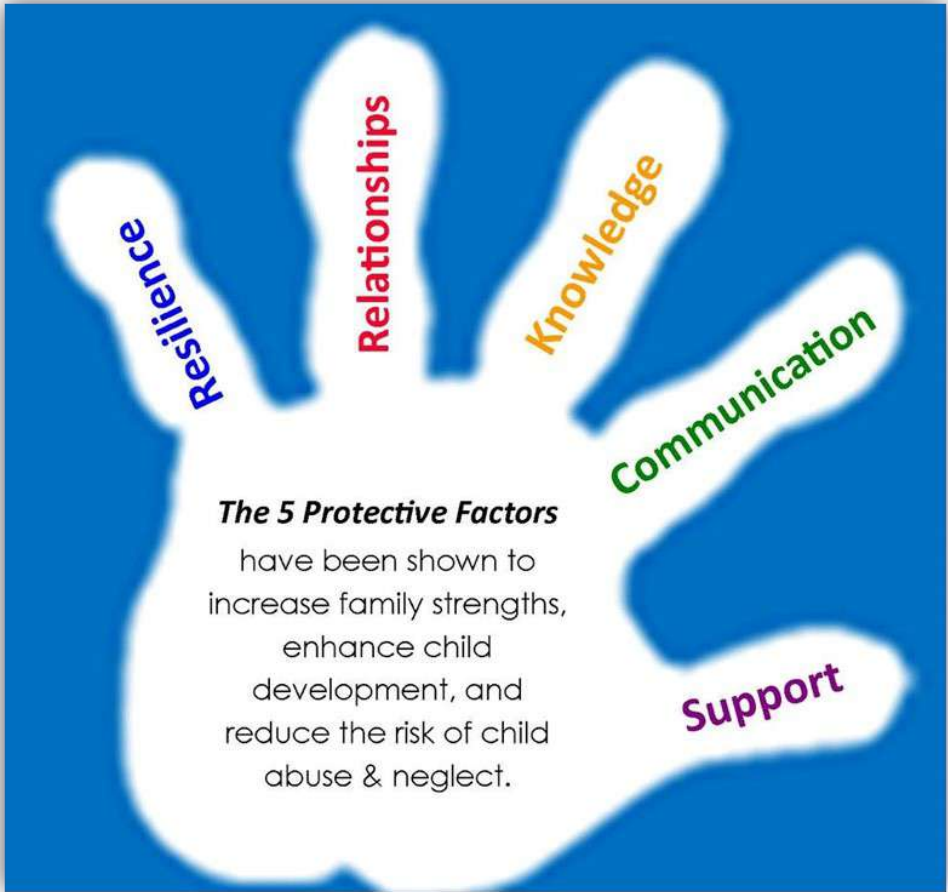 Resilience
Relationships
Knowledge
Communication
Support
The 5 Protective Factors
have been shown to
increase family strengths,
enhance child
development, and
reduce the risk of child
abuse & neglect.